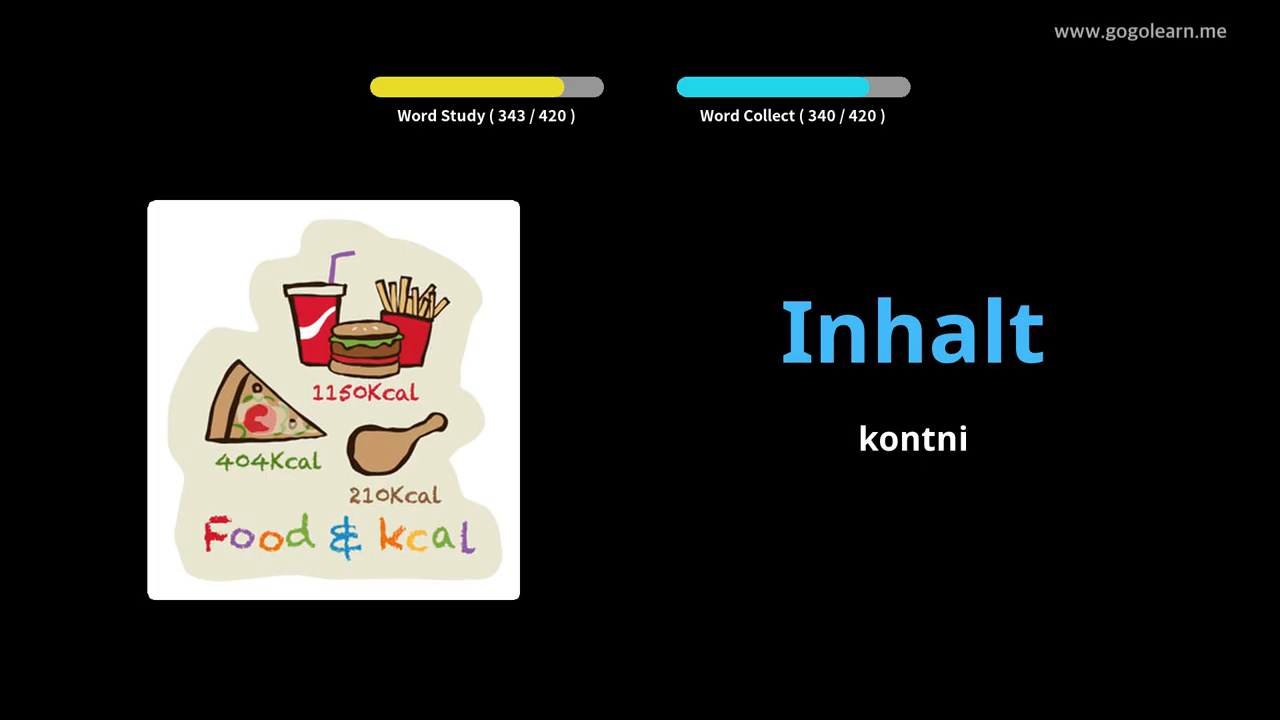 www.gogolearn.me
Word Study ( 343 / 420 )
Word Collect ( 340 / 420 )
1150Kcal
404Kcal
210Kcal
Food & kcal
Inhalt
kontni